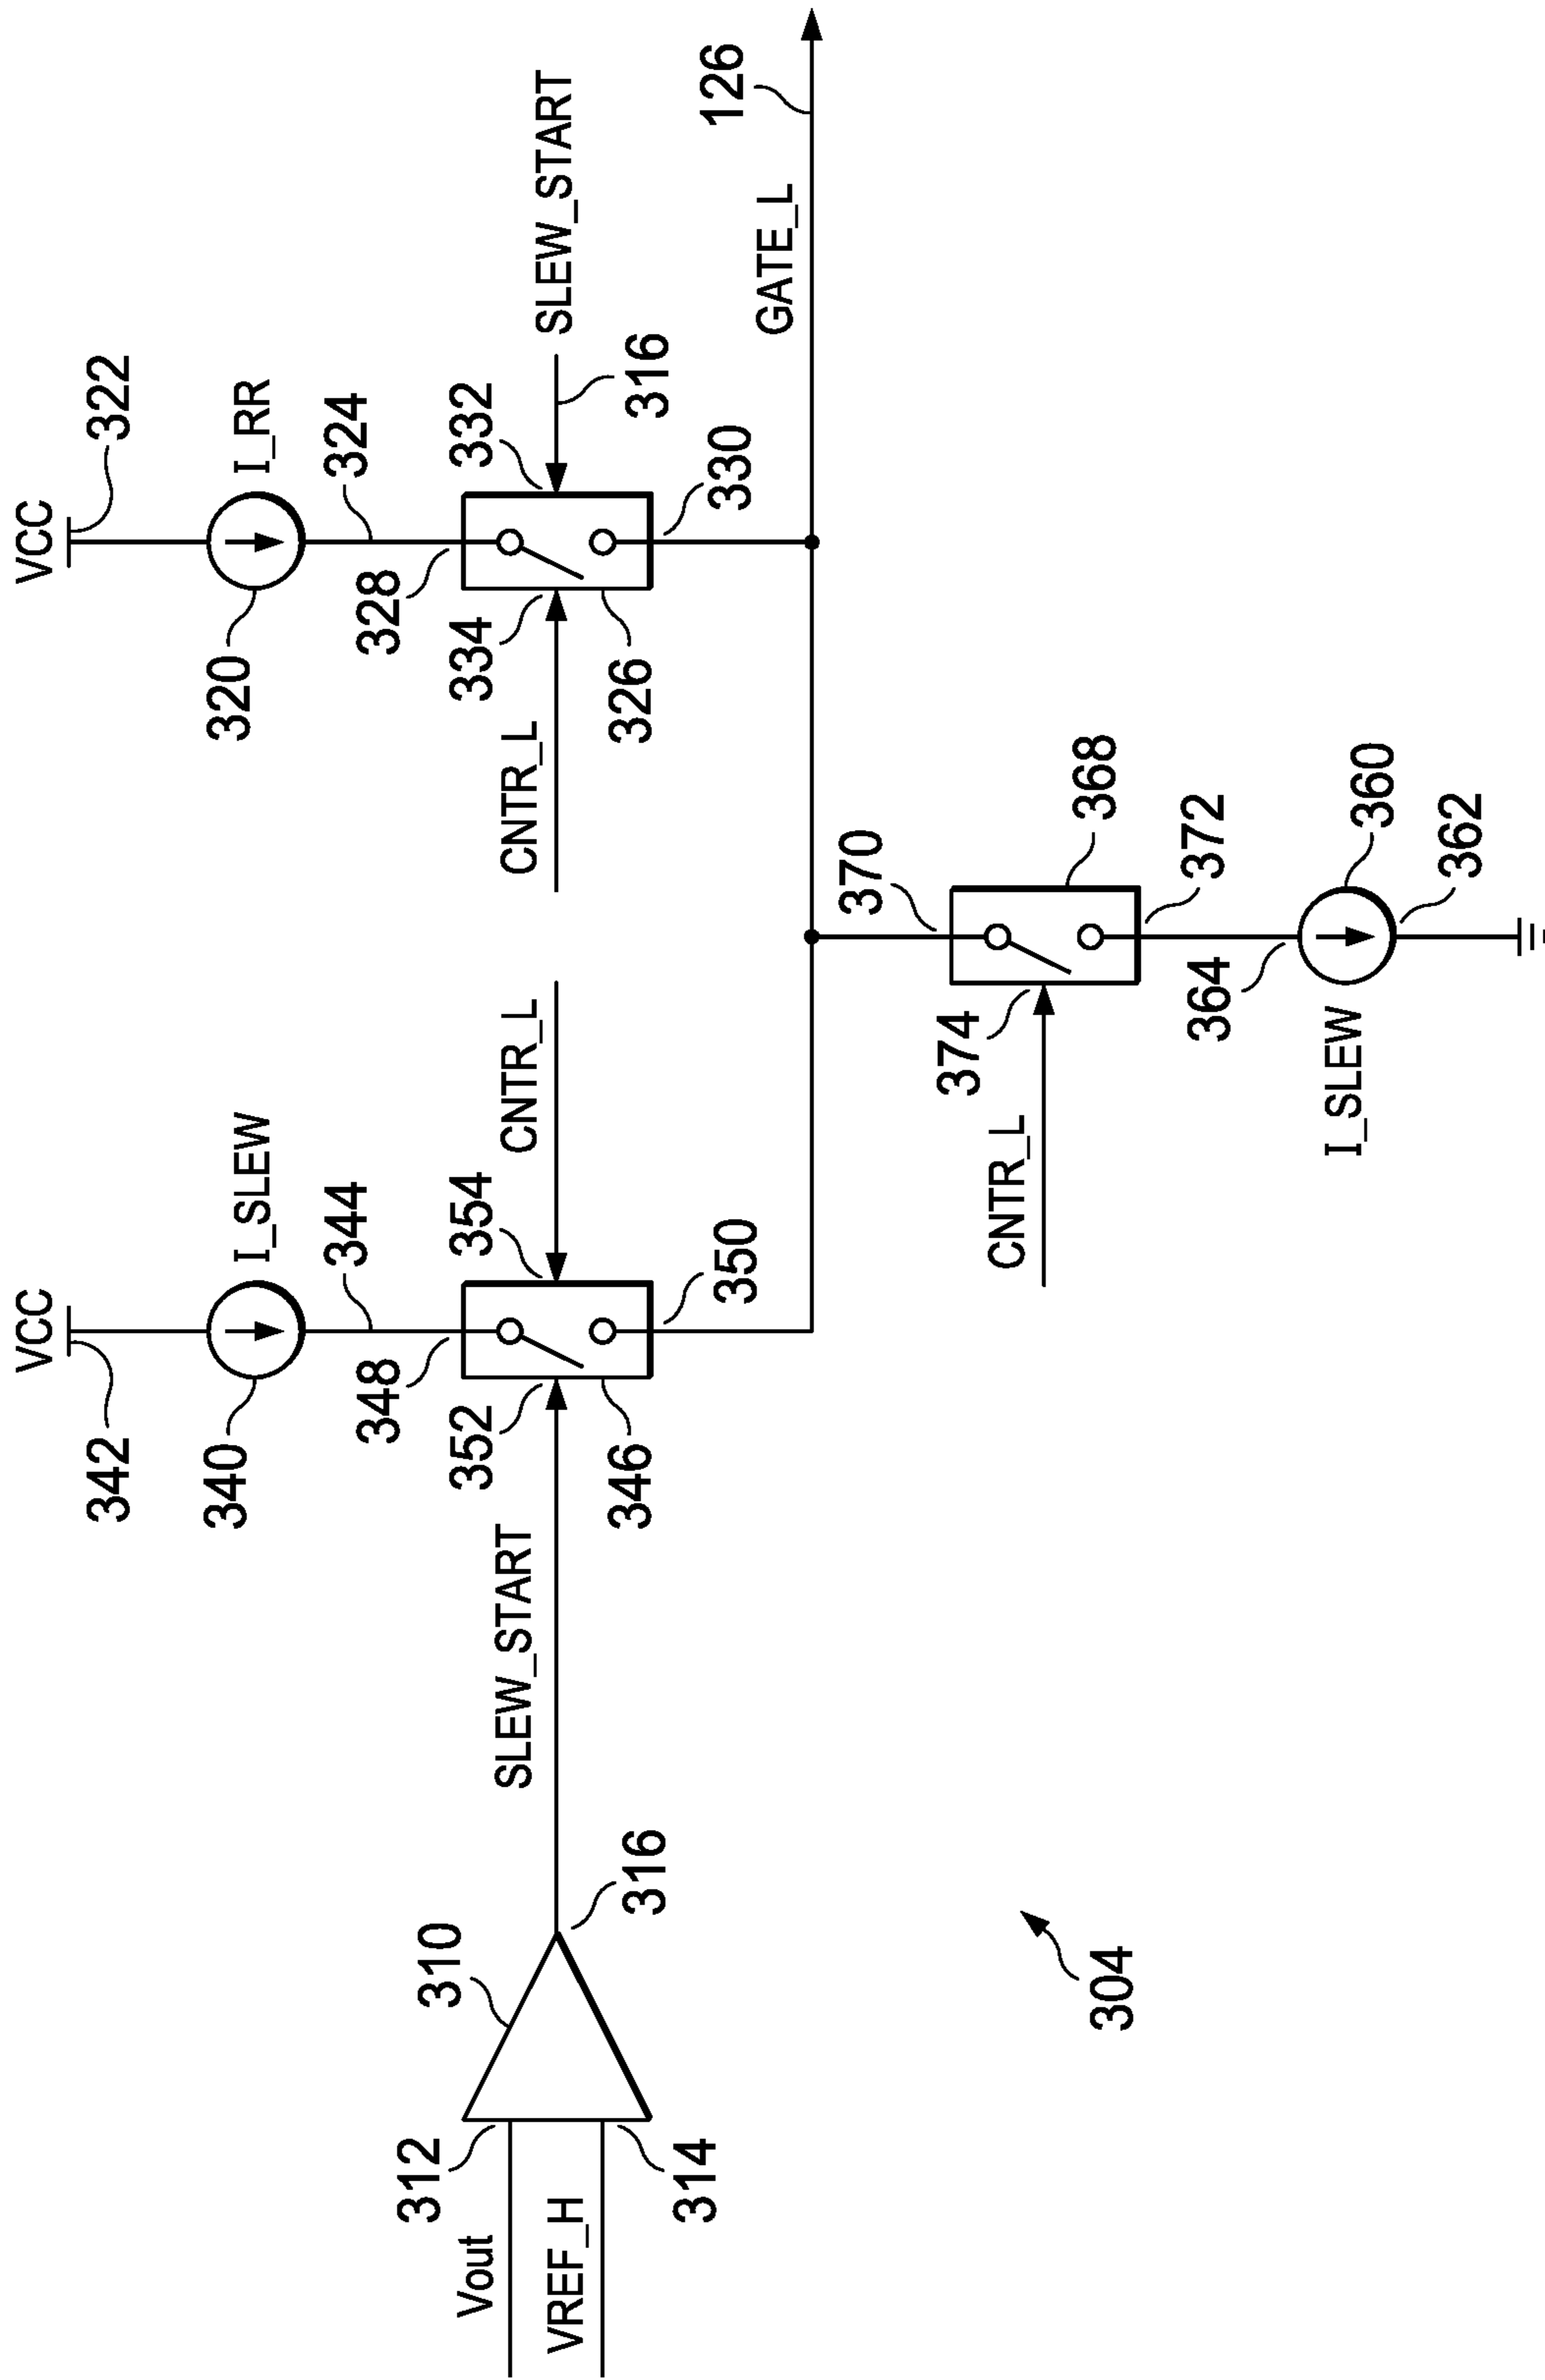 VCC
342
340
I_SLEW
344
348
352
354
346
350
CNTR_L
SLEW_START
VCC
322
320
I_RR
324
328
334
332
326
330
CNTR_L
SLEW_START
316
310
312
314
316
Vout
VREF_H
GATE_L
126
370
374
368
372
CNTR_L
364
360
362
I_SLEW
304